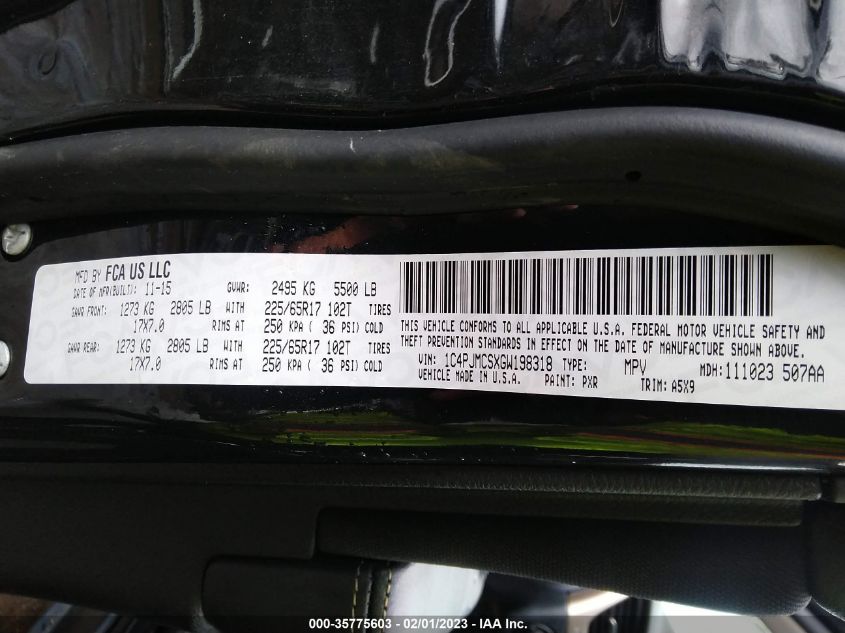 MFD BY FCA US LLC
DATE OF MFR(BUILT): 11-15 GVWR: 2495 KG 5500 LB
GAWR FRONT: 1273 KG 2805 LB WITH 225/65R17 102T TIRES
17X7.0 RIMS AT 250 KPA ( 36 PSI) COLD
GAWR REAR: 1273 KG 2805 LB WITH 225/65R17 102T TIRES
17X7.0 RIMS AT 250 KPA ( 36 PSI) COLD
THIS VEHICLE CONFORMS TO ALL APPLICABLE U.S.A. FEDERAL MOTOR VEHICLE SAFETY AND
THEFT PREVENTION STANDARDS IN EFFECT ON THE DATE OF MANUFACTURE SHOWN ABOVE.
VIN: 1C4PJMCSXGW198318 TYPE: MPV MDH:111023 507AA
VEHICLE MADE IN U.S.A. PAINT: PXR TRIM: A5X9
000-35775603 - 02/01/2023 - IAA Inc.